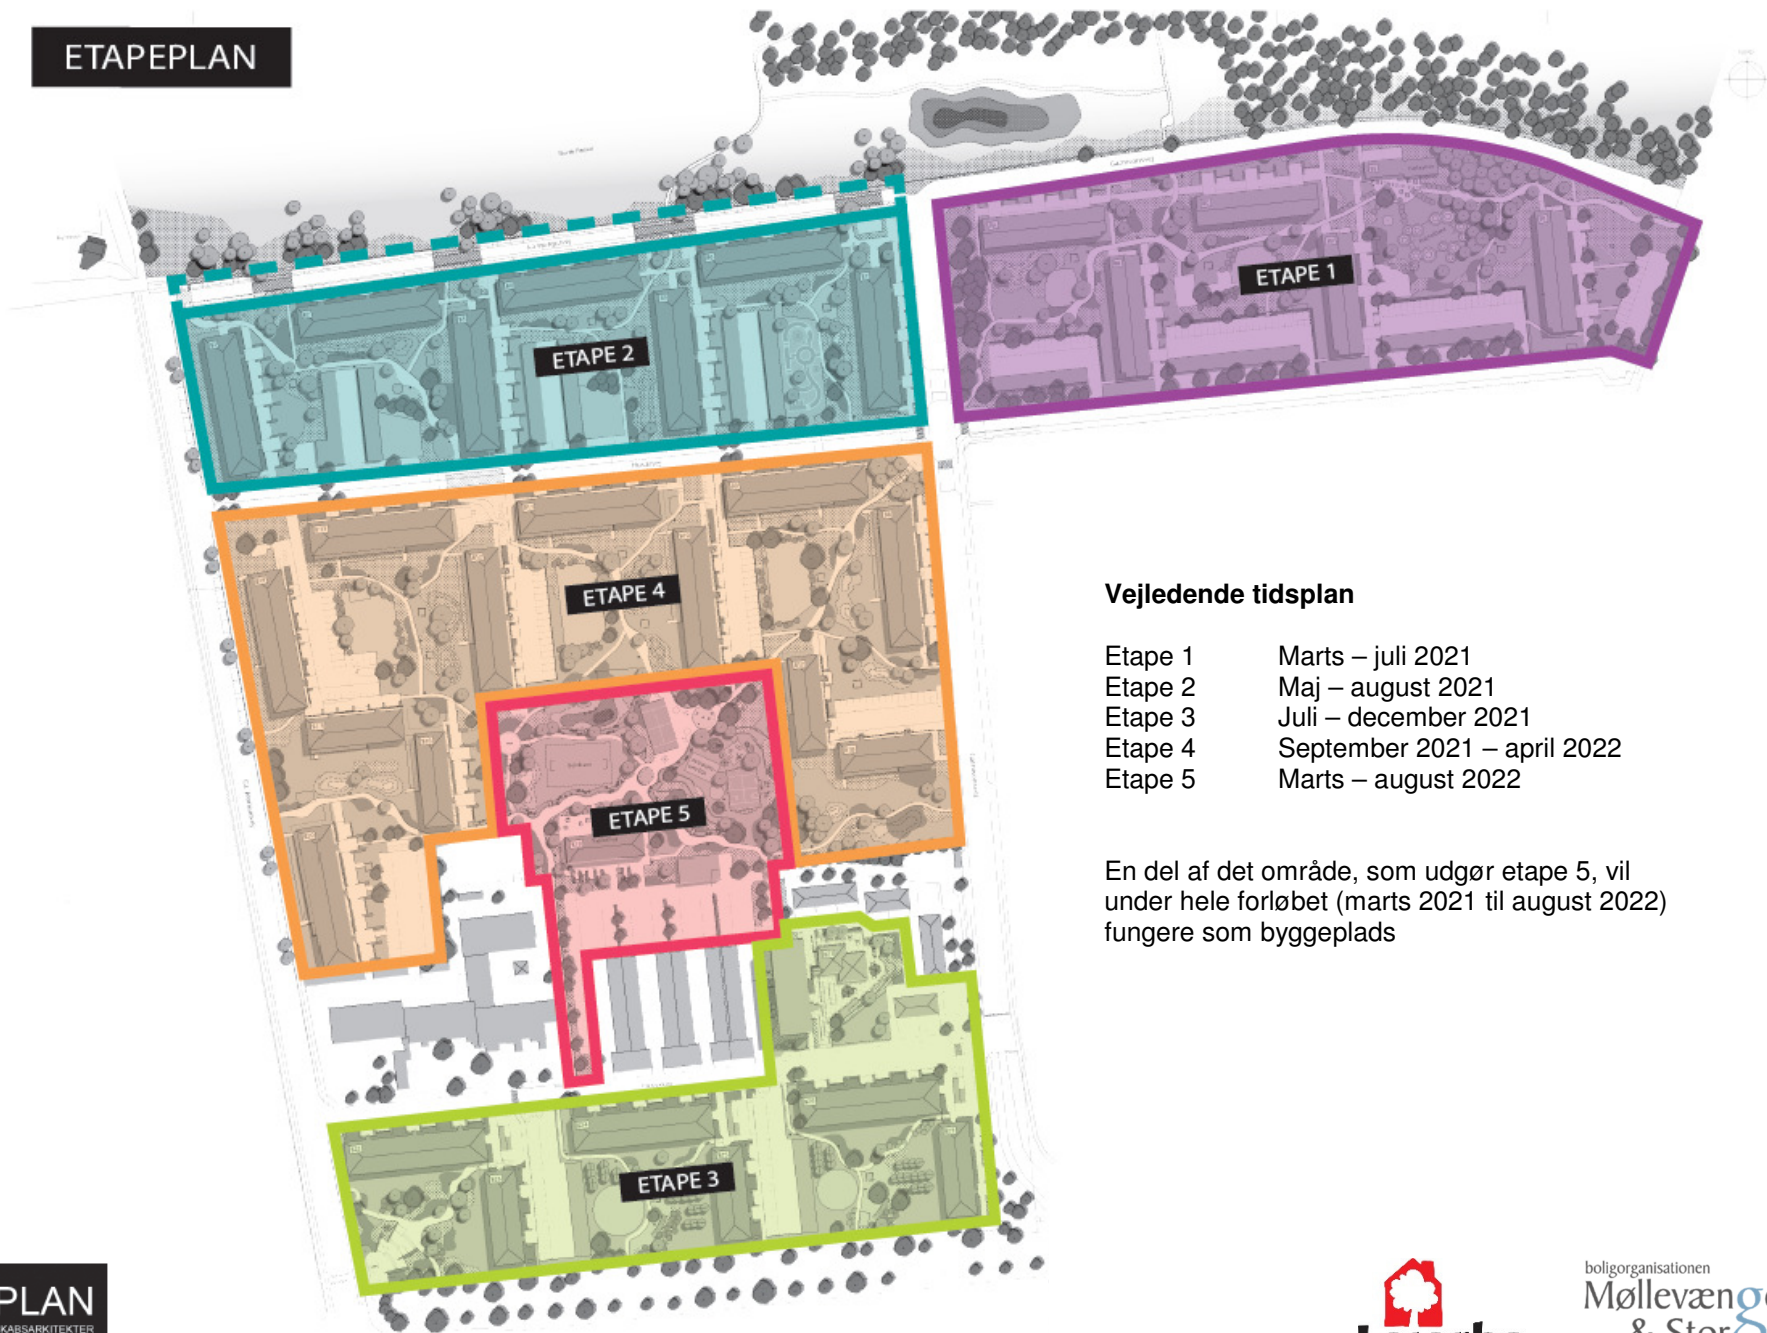 ETAPEPLAN
ETAPE 1
ETAPE 2
ETAPE 4
ETAPE 5
ETAPE 3
Vejledende tidsplan
Etape 1 Marts – juli 2021
Etape 2 Maj – august 2021
Etape 3 Juli – december 2021
Etape 4 September 2021 – april 2022
Etape 5 Marts – august 2022
En del af det område, som udgør etape 5, vil
under hele forløbet (marts 2021 til august 2022)
fungere som byggeplads
PLAN
KABSARKITEKTER
boligorganisationen
Møllevæng
& Stor